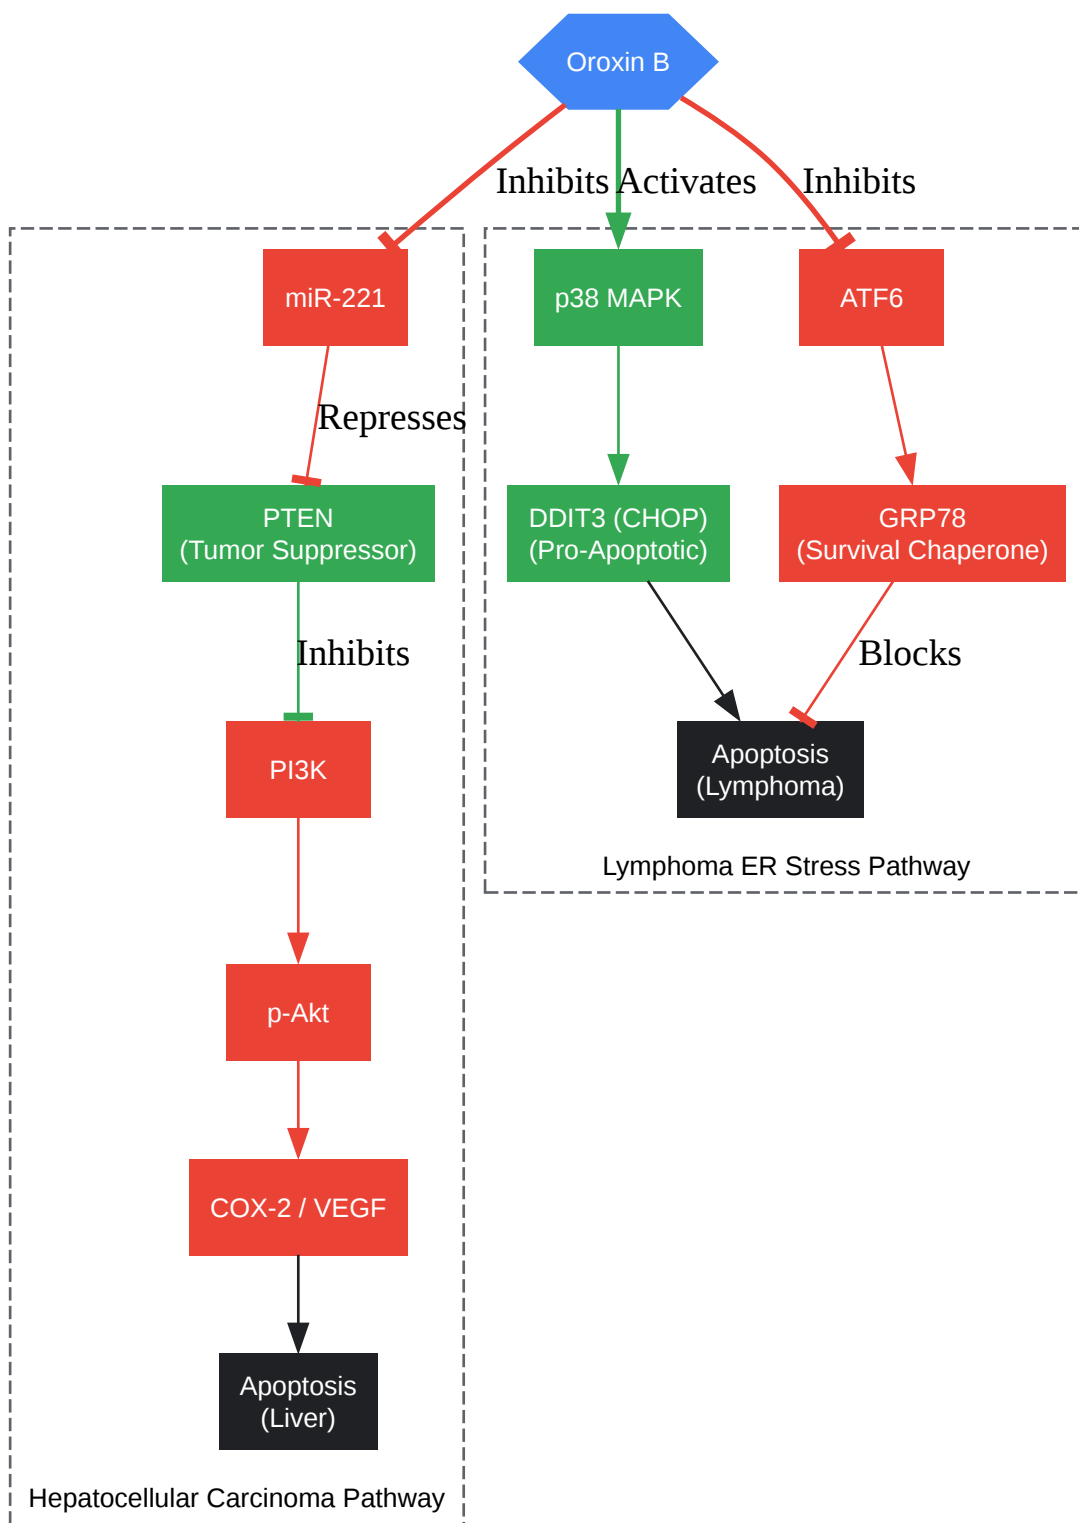 Oroxin B
Inhibits
Activates
Inhibits
miR-221
p38 MAPK
ATF6
Represses
PTEN
(Tumor Suppressor)
DDIT3 (CHOP)
(Pro-Apoptotic)
GRP78
(Survival Chaperone)
Inhibits
Blocks
PI3K
Apoptosis
(Lymphoma)
Lymphoma ER Stress Pathway
p-Akt
COX-2 / VEGF
Apoptosis
(Liver)
Hepatocellular Carcinoma Pathway